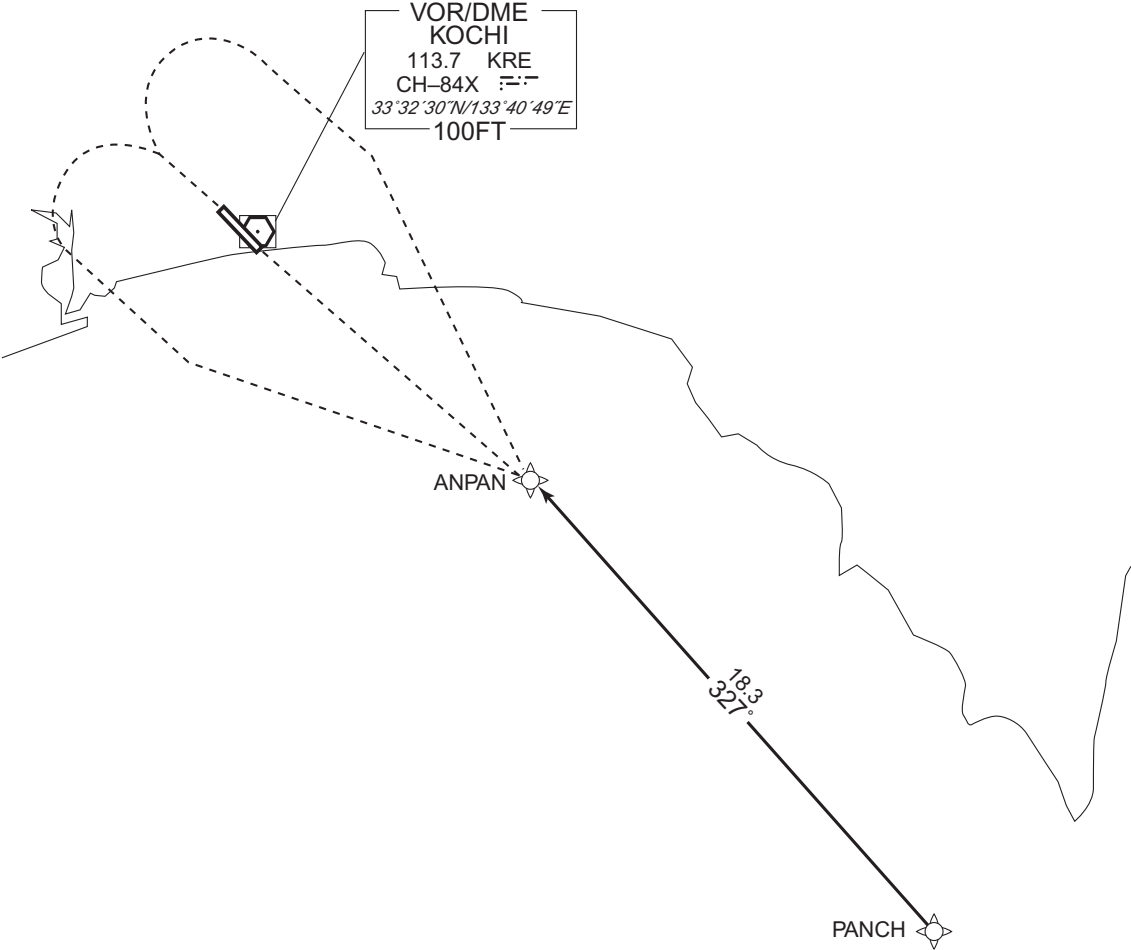 VOR/DME
KOCHI
113.7 KRE
CH–84X
33°32′30″N/133°40′49″E
100FT
ANPAN
18.3
327°
PANCH